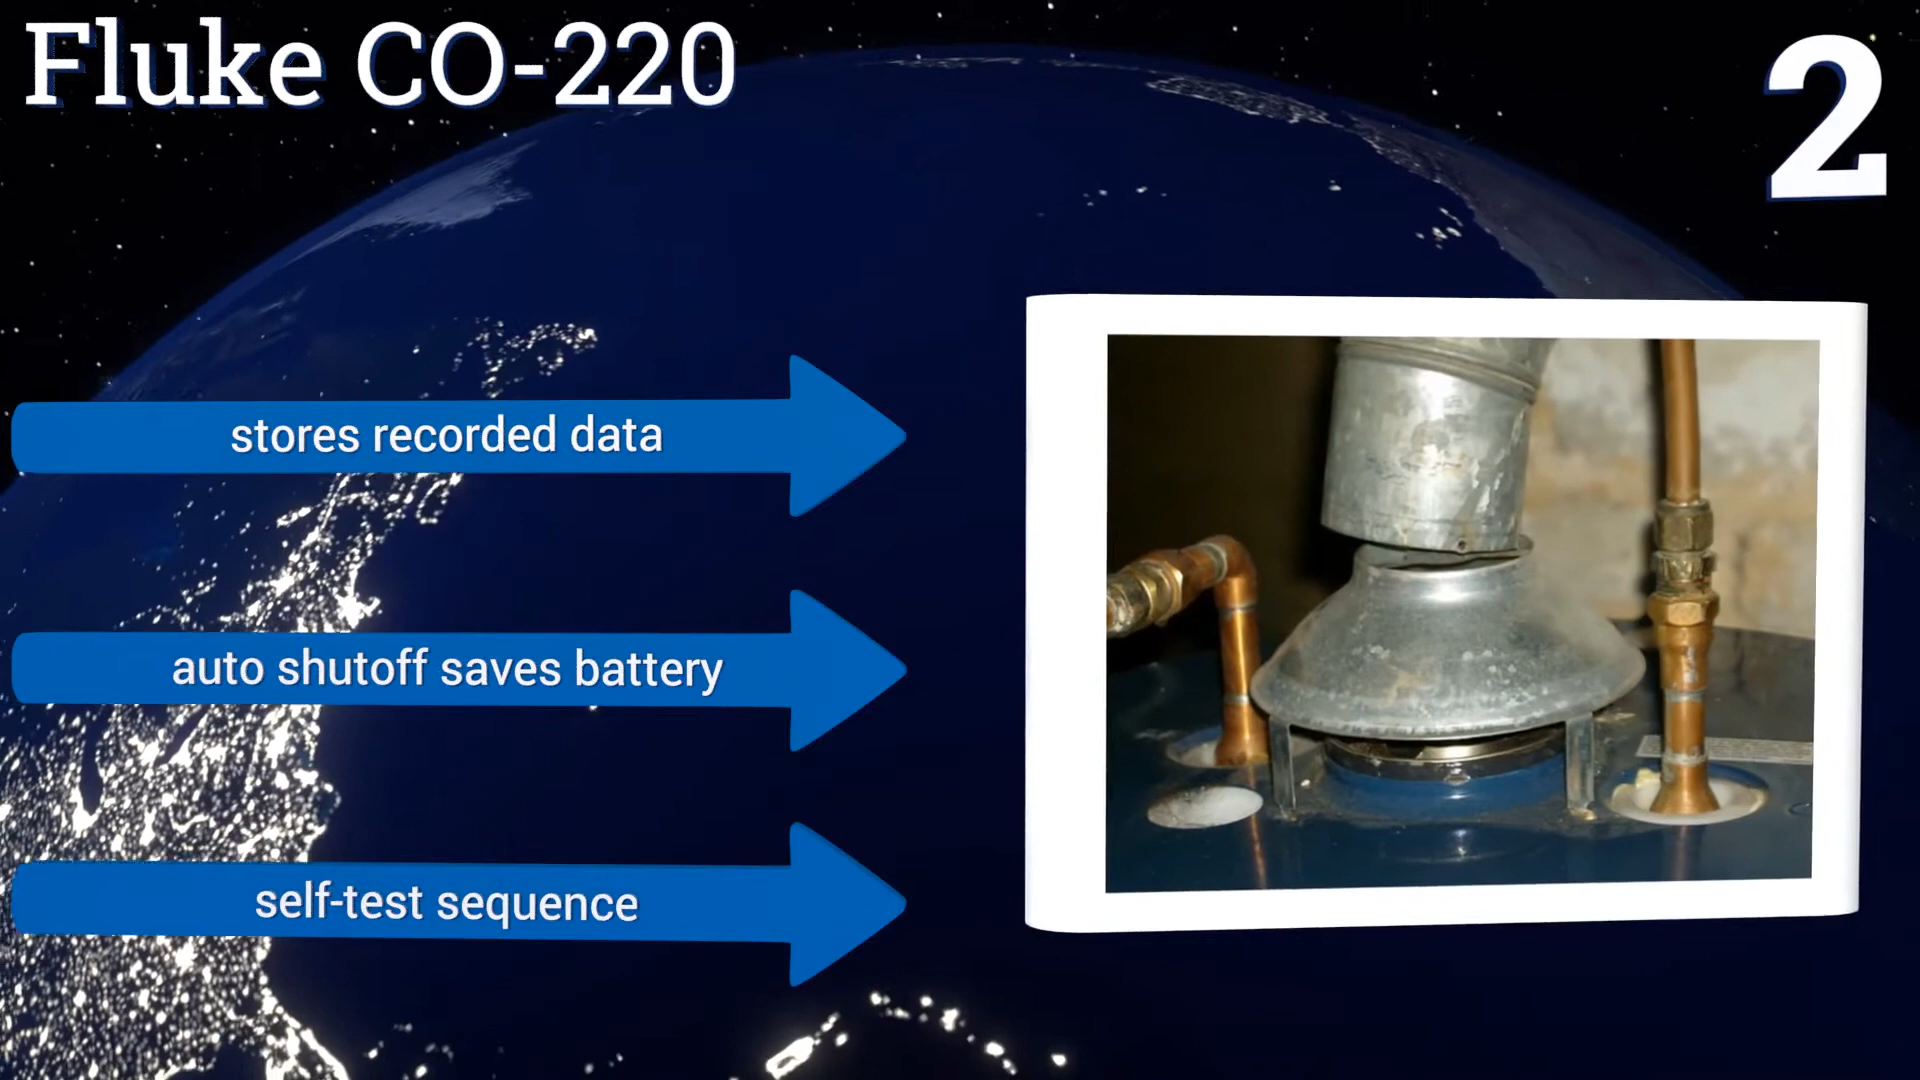 Fluke CO-220
2
stores recorded data
auto shutoff saves battery
self-test sequence